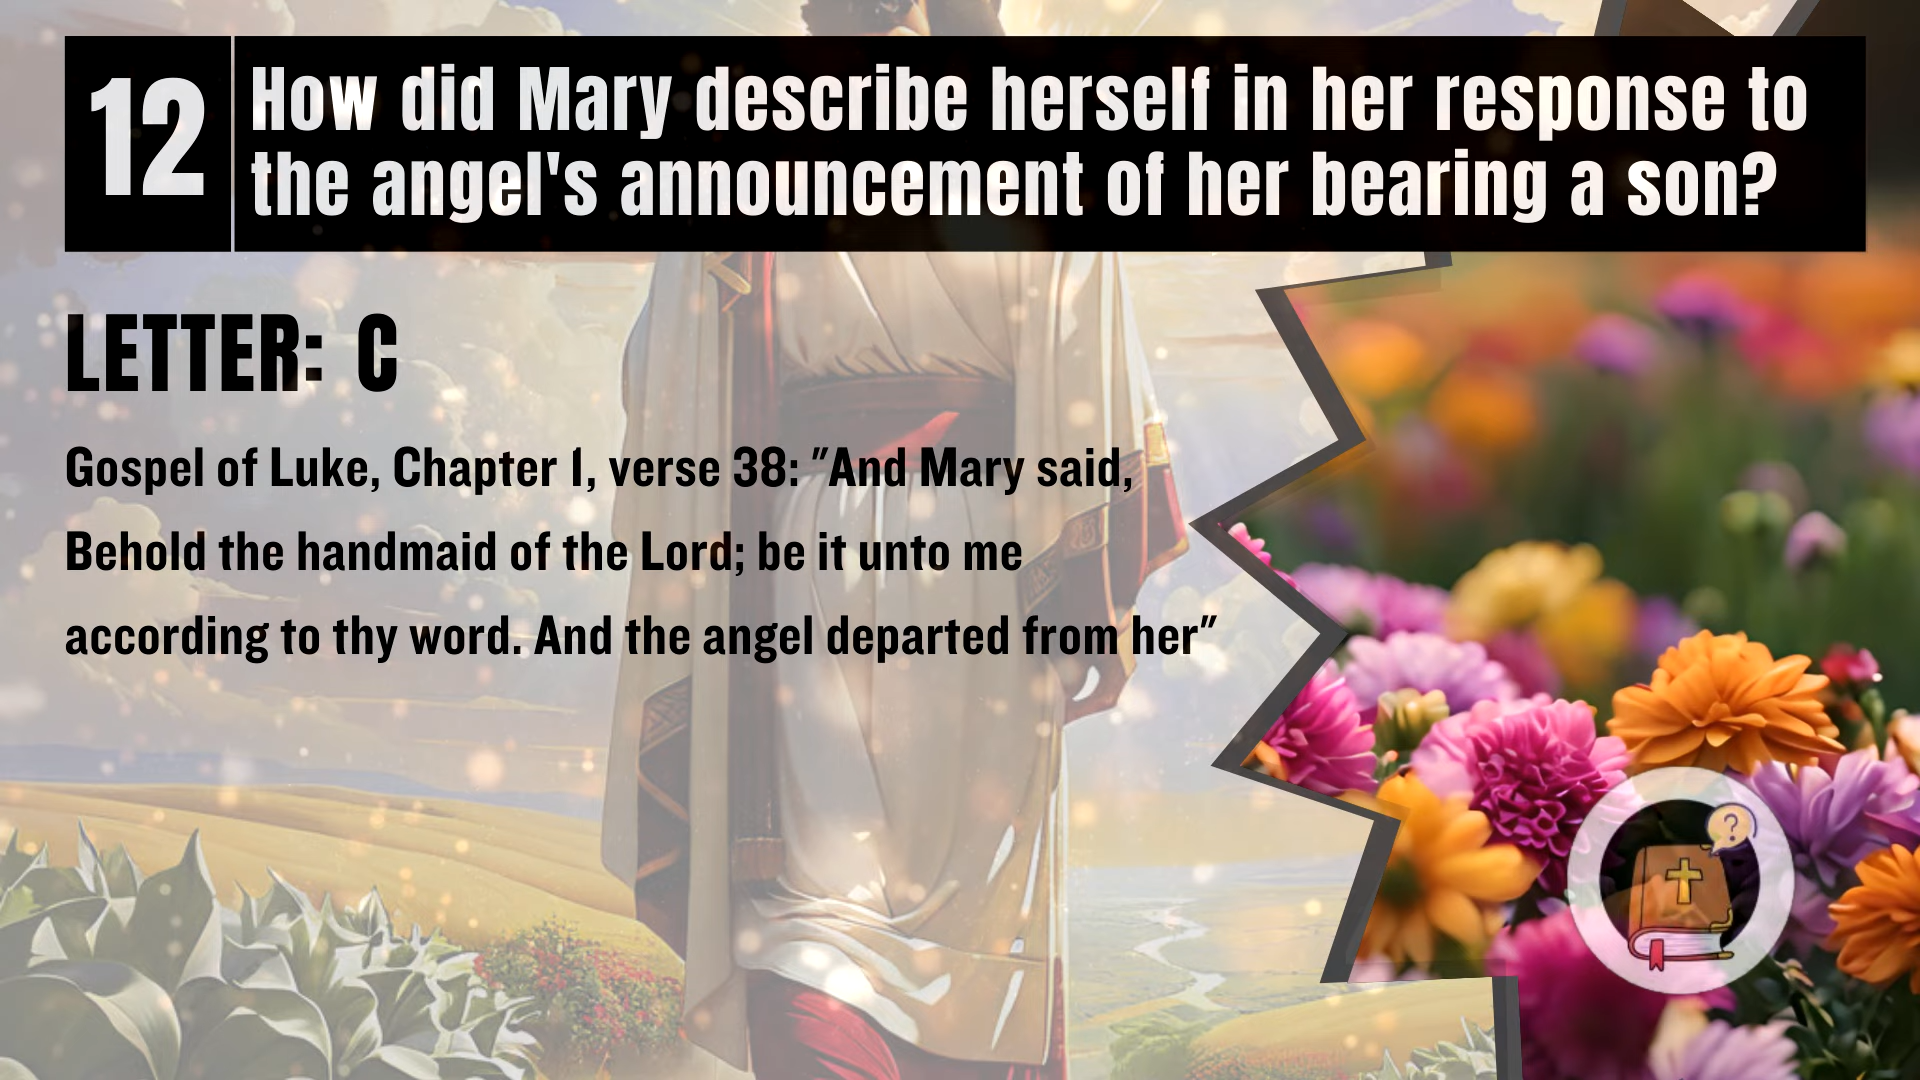 12
How did Mary describe herself in her response to
the angel's announcement of her bearing a son?
LETTER: C
Gospel of Luke, Chapter 1, verse 38: "And Mary said,
Behold the handmaid of the Lord; be it unto me
according to thy word. And the angel departed from her"
?